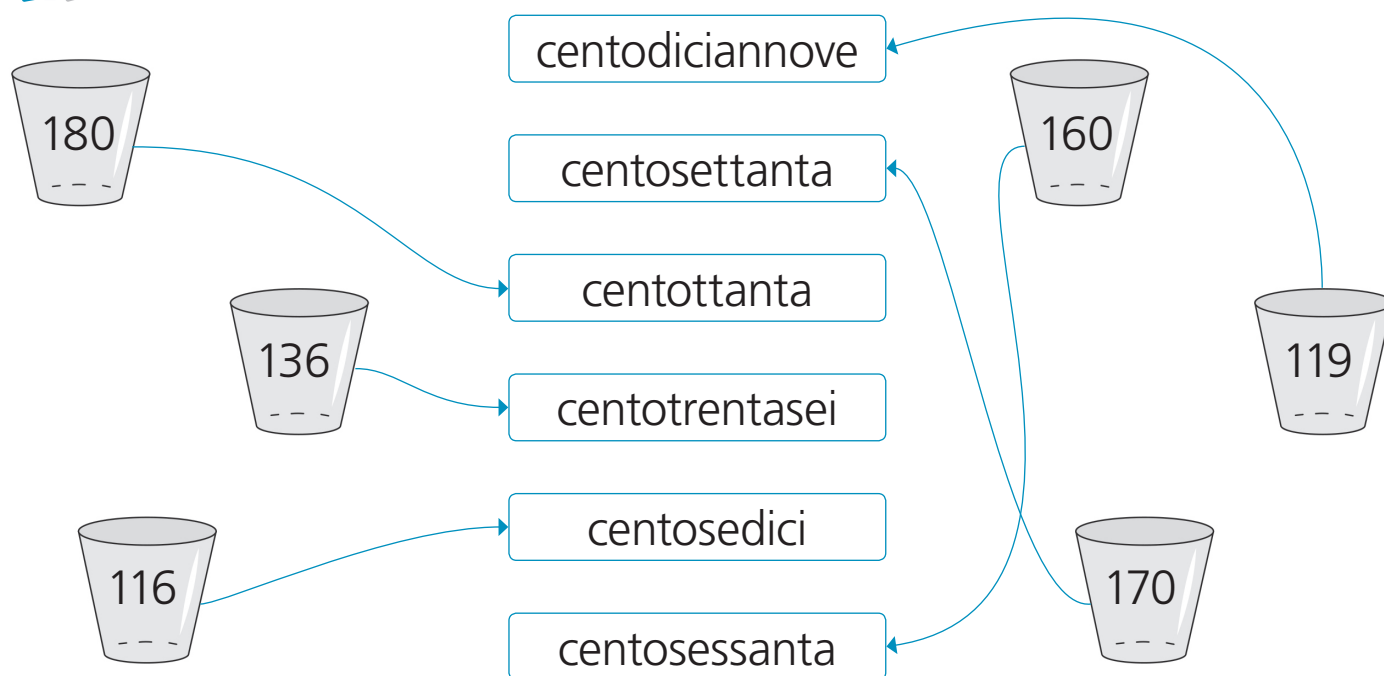 centodiciannove
180
160
centosettanta
centottanta
136
119
centotrentasei
centosedici
116
170
centosessanta